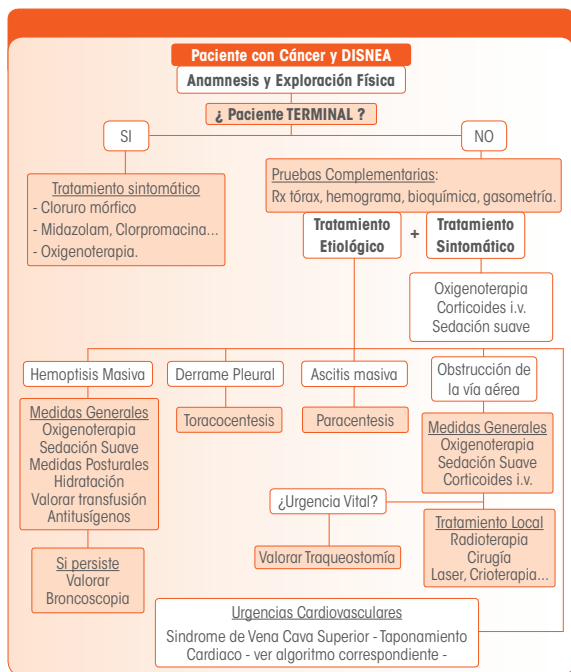 Paciente con Cáncer y DISNEA
Anamnesis y Exploración Física
¿ Paciente TERMINAL ?
SI
NO
Tratamiento sintomático
- Cloruro mórfico
- Midazolam, Clorpromacina...
- Oxigenoterapia.
Pruebas Complementarias:
Rx tórax, hemograma, bioquímica, gasometría.
Tratamiento
Etiológico
+
Tratamiento
Sintomático
Oxigenoterapia
Corticoides i.v.
Sedación suave
Hemoptisis Masiva
Derrame Pleural
Ascitis masiva
Obstrucción de
la vía aérea
Medidas Generales
Oxigenoterapia
Sedación Suave
Medidas Posturales
Hidratación
Valorar transfusión
Antitusígenos
Toracocentesis
Paracentesis
Medidas Generales
Oxigenoterapia
Sedación Suave
Corticoides i.v.
¿Urgencia Vital?
Valorar Traqueostomía
Tratamiento Local
Radioterapia
Cirugía
Laser, Crioterapia...
Si persiste
Valorar
Broncoscopia
Urgencias Cardiovasculares
Sindrome de Vena Cava Superior - Taponamiento
Cardiaco - ver algoritmo correspondiente -